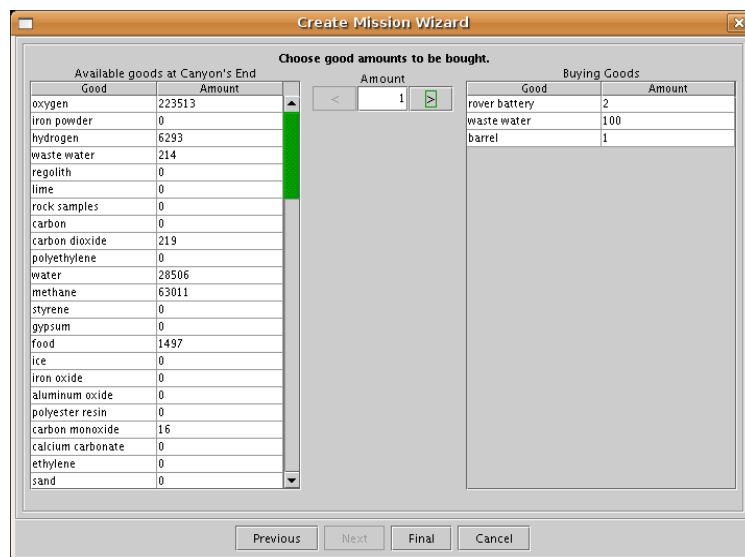 Create Mission Wizard
Choose good amounts to be bought.
Available goods at Canyon's End
Good Amount
oxygen 223513
iron powder 0
hydrogen 6293
waste water 214
regolith 0
lime 0
rock samples 0
carbon 0
carbon dioxide 219
polyethylene 0
water 28506
methane 63011
styrene 0
gypsum 0
food 1497
ice 0
iron oxide 0
aluminum oxide 0
polyester resin 0
carbon monoxide 16
calcium carbonate 0
ethylene 0
sand 0
Amount
< 1 >
Buying Goods
Good Amount
rover battery 2
waste water 100
barrel 1
Previous Next Final Cancel